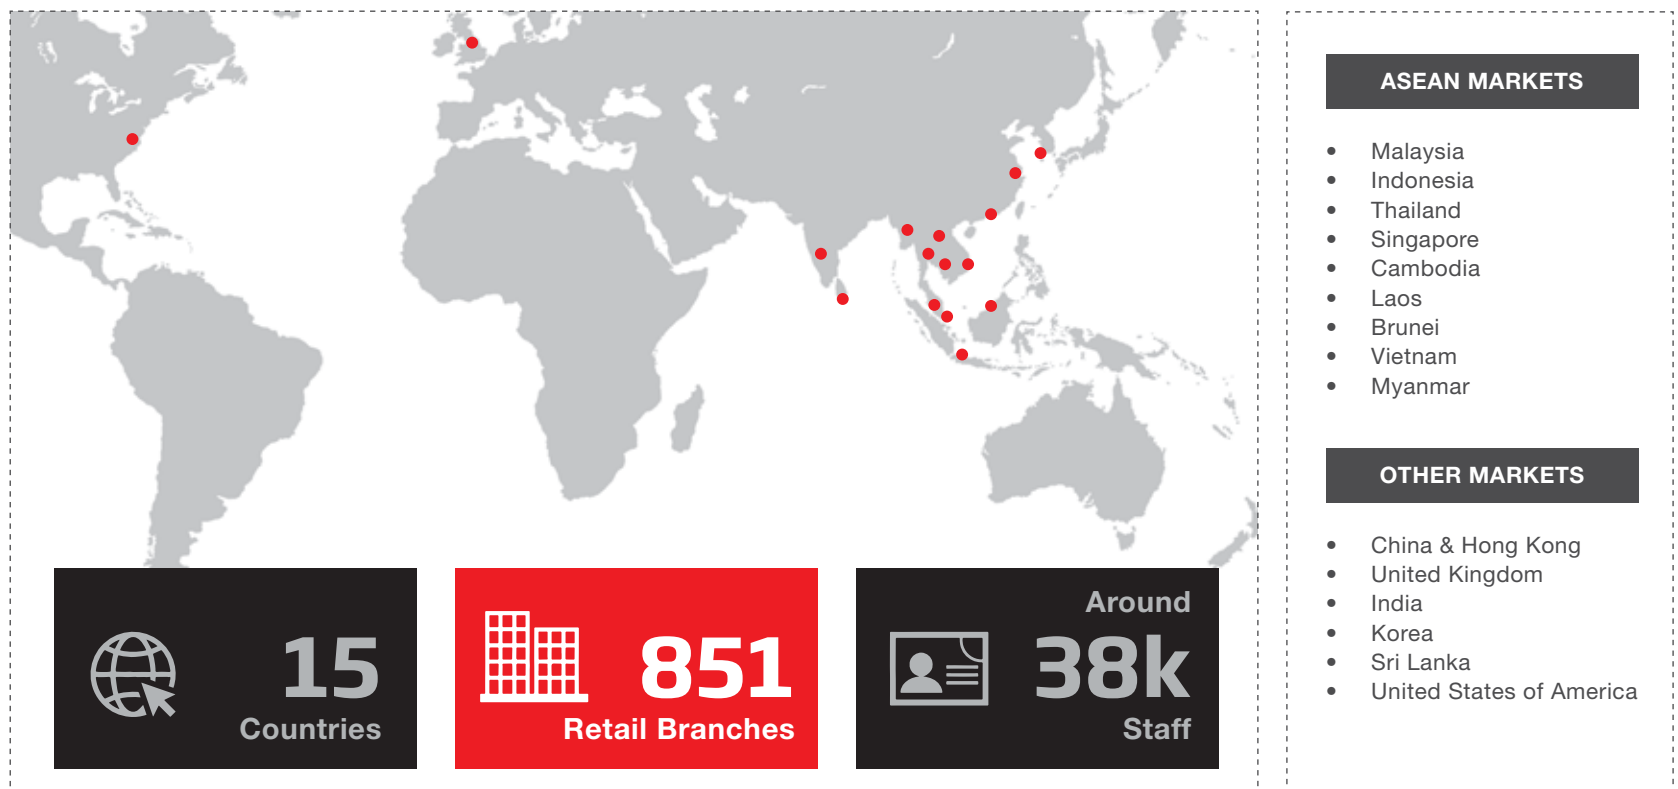 ASEAN MARKETS
• Malaysia
• Indonesia
• Thailand
• Singapore
• Cambodia
• Laos
• Brunei
• Vietnam
• Myanmar
OTHER MARKETS
• China & Hong Kong
• United Kingdom
• India
• Korea
• Sri Lanka
• United States of America
15
Countries
851
Retail Branches
Around
38k
Staff